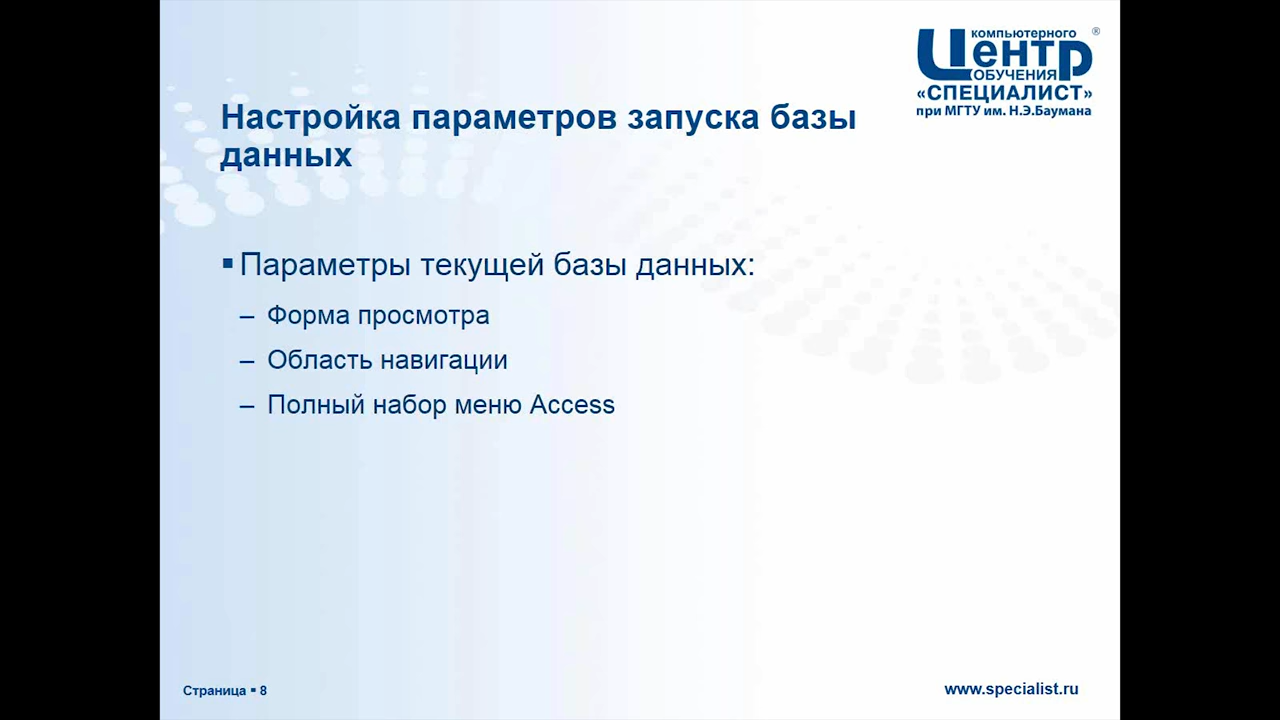 компьютерного
Центр®
ОБУЧЕНИЯ
«СПЕЦИАЛИСТ»
при МГТУ им. Н.Э.Баумана
Настройка параметров запуска базы
данных
▪ Параметры текущей базы данных:
– Форма просмотра
– Область навигации
– Полный набор меню Access
Страница ▪ 8
www.specialist.ru